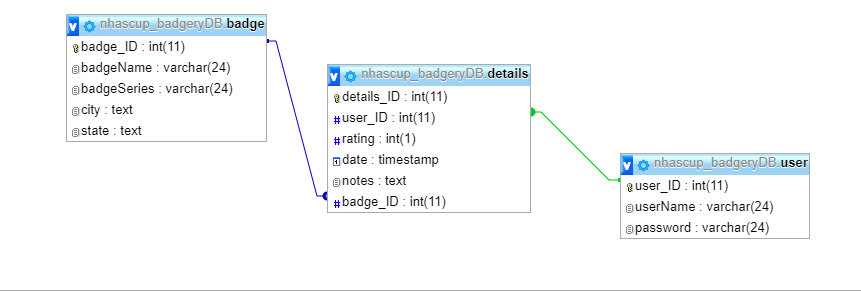 nhascup_badgeryDB.badge
badge_ID : int(11)
badgeName : varchar(24)
badgeSeries : varchar(24)
city : text
state : text
nhascup_badgeryDB.details
details_ID : int(11)
user_ID : int(11)
rating : int(1)
date : timestamp
notes : text
badge_ID : int(11)
nhascup_badgeryDB.user
user_ID : int(11)
userName : varchar(24)
password : varchar(24)